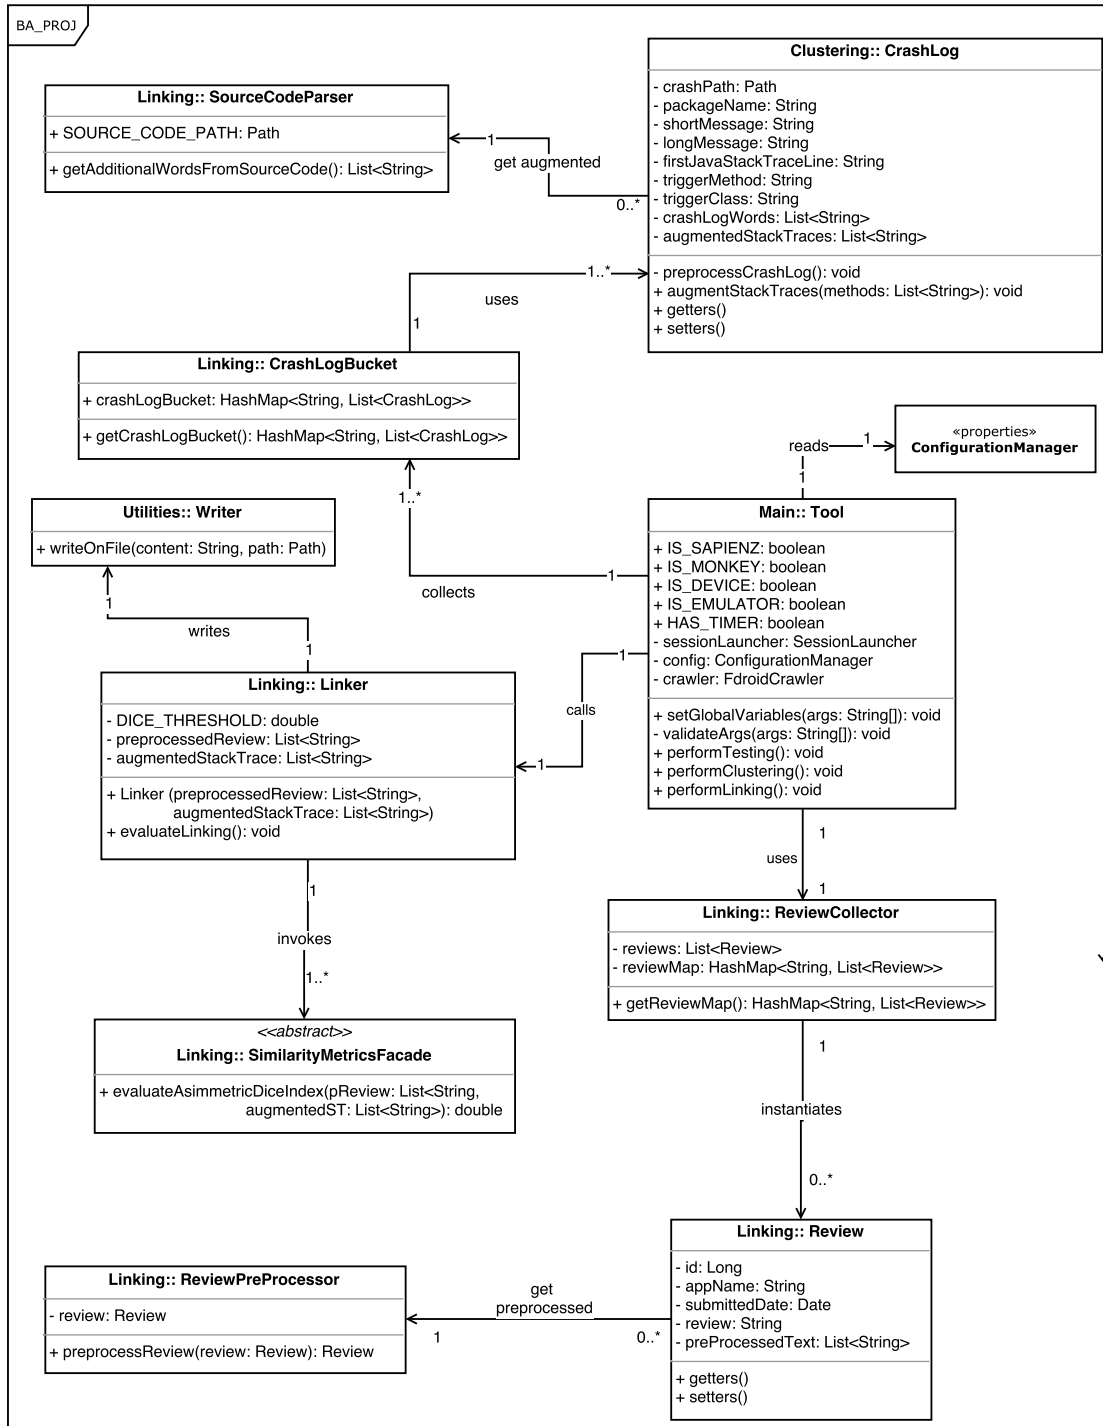 BA_PROJ
Clustering:: CrashLog
- crashPath: Path
- packageName: String
- shortMessage: String
- longMessage: String
- firstJavaStackTraceLine: String
- triggerMethod: String
- triggerClass: String
- crashLogWords: List<String>
- augmentedStackTraces: List<String>
- preprocessCrashLog(): void
+ augmentStackTraces(methods: List<String>): void
+ getters()
+ setters()
Linking:: SourceCodeParser
+ SOURCE_CODE_PATH: Path
+ getAdditionalWordsFromSourceCode(): List<String>
1
get augmented
0..*
1..*
uses
1
Linking:: CrashLogBucket
+ crashLogBucket: HashMap<String, List<CrashLog>>
+ getCrashLogBucket(): HashMap<String, List<CrashLog>>
«properties»
ConfigurationManager
reads
1
1
1..*
collects
1
Utilities:: Writer
+ writeOnFile(content: String, path: Path)
1
writes
1
Main:: Tool
+ IS_SAPIENZ: boolean
+ IS_MONKEY: boolean
+ IS_DEVICE: boolean
+ IS_EMULATOR: boolean
+ HAS_TIMER: boolean
- sessionLauncher: SessionLauncher
- config: ConfigurationManager
- crawler: FdroidCrawler
+ setGlobalVariables(args: String[]): void
- validateArgs(args: String[]): void
+ performTesting(): void
+ performClustering(): void
+ performLinking(): void
1
calls
1
Linking:: Linker
- DICE_THRESHOLD: double
- preprocessedReview: List<String>
- augmentedStackTrace: List<String>
+ Linker (preprocessedReview: List<String>,
augmentedStackTrace: List<String>)
+ evaluateLinking(): void
1
invokes
1..*
1
uses
1
Linking:: ReviewCollector
- reviews: List<Review>
- reviewMap: HashMap<String, List<Review>>
+ getReviewMap(): HashMap<String, List<Review>>
<<abstract>>
Linking:: SimilarityMetricsFacade
+ evaluateAsimmetricDiceIndex(pReview: List<String,
augmentedST: List<String>): double
1
instantiates
0..*
Linking:: Review
- id: Long
- appName: String
- submittedDate: Date
- review: String
- preProcessedText: List<String>
+ getters()
+ setters()
get
preprocessed
1
0..*
Linking:: ReviewPreProcessor
- review: Review
+ preprocessReview(review: Review): Review